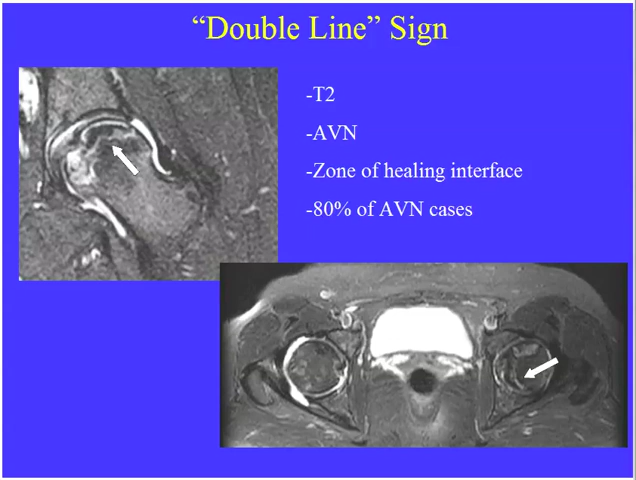 “Double Line” Sign
-T2
-AVN
-Zone of healing interface
-80% of AVN cases